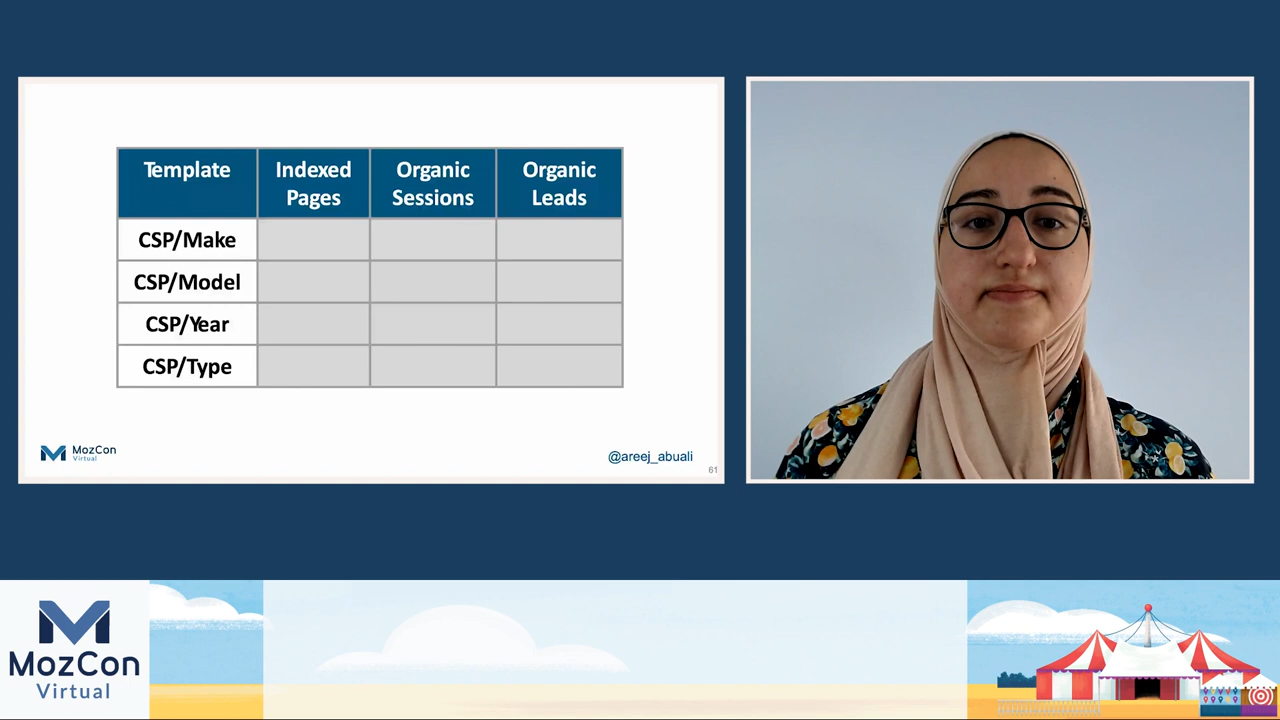 Template
Indexed
Pages
Organic
Sessions
Organic
Leads
CSP/Make
CSP/Model
CSP/Year
CSP/Type
MozCon
Virtual
@areej_abuali
61
MozCon
Virtual